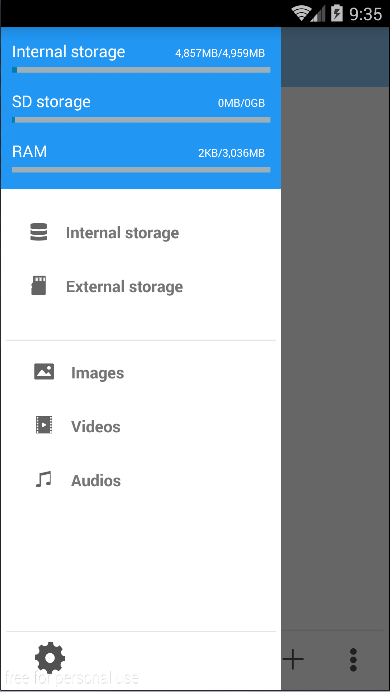 9:35
Internal storage 4,857MB/4,959MB
SD storage 0MB/0GB
RAM 2KB/3,036MB
Internal storage
External storage
Images
Videos
Audios
free for personal use